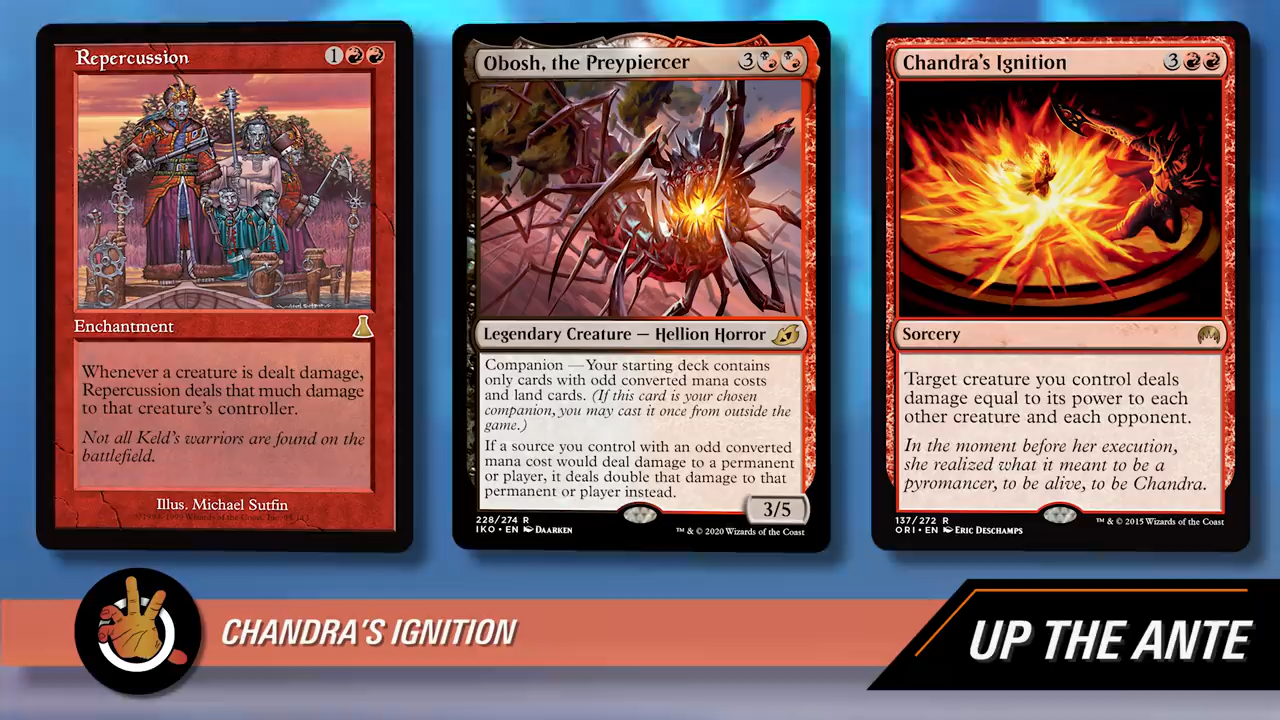 Repercussion
1
Enchantment
Whenever a creature is dealt damage,
Repercussion deals that much damage
to that creature's controller.
Not all Keld's warriors are found on the
battlefield.
Illus. Michael Sutfin
Obosh, the Preypiercer
3
Legendary Creature — Hellion Horror
Companion — Your starting deck contains
only cards with odd converted mana costs
and land cards. (If this card is your chosen
companion, you may cast it once from outside the
game.)
If a source you control with an odd converted
mana cost would deal damage to a permanent
or player, it deals double that damage to that
permanent or player instead.
3/5
228/274 R
IKO • EN DAARKEN
™ & © 2020 Wizards of the Coast
Chandra's Ignition
3
Sorcery
Target creature you control deals
damage equal to its power to each
other creature and each opponent.
In the moment before her execution,
she realized what it meant to be a
pyromancer, to be alive, to be Chandra.
137/272 R
ORI • EN ERIC DESCHAMPS
™ & © 2015 Wizards of the Coast
CHANDRA'S IGNITION
UP THE ANTE